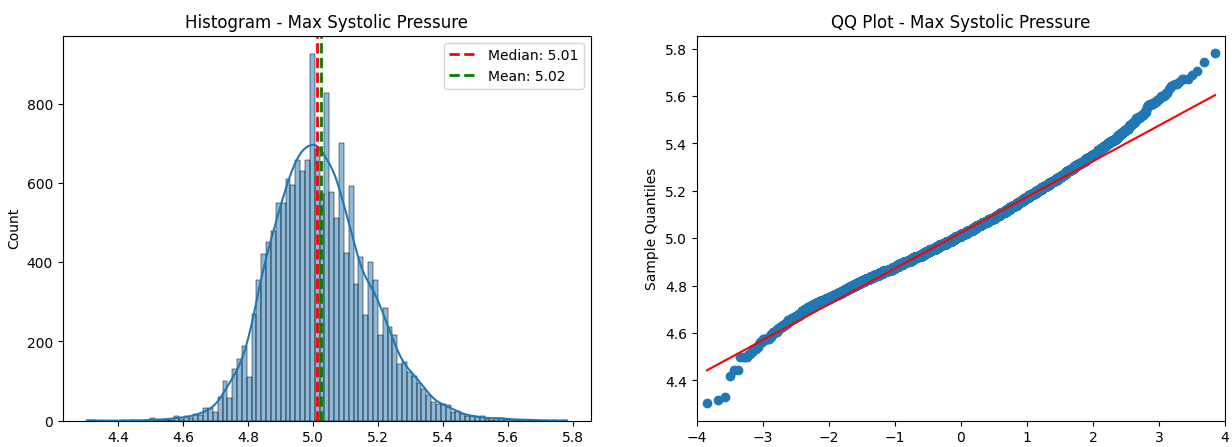 Histogram - Max Systolic Pressure
Median: 5.01
Mean: 5.02
Count
800
600
400
200
0
4.4 4.6 4.8 5.0 5.2 5.4 5.6 5.8
QQ Plot - Max Systolic Pressure
Sample Quantiles
5.8
5.6
5.4
5.2
5.0
4.8
4.6
4.4
−4 −3 −2 −1 0 1 2 3 4